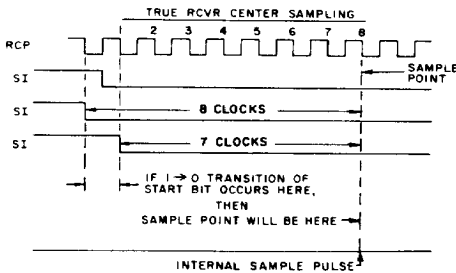 TRUE RCVR CENTER SAMPLING
2 3 4 5 6 7 8
RCP
SAMPLE
POINT
SI
SI
8 CLOCKS
SI
7 CLOCKS
IF 1→0 TRANSITION OF
START BIT OCCURS HERE,
THEN
SAMPLE POINT WILL BE HERE
INTERNAL SAMPLE PULSE